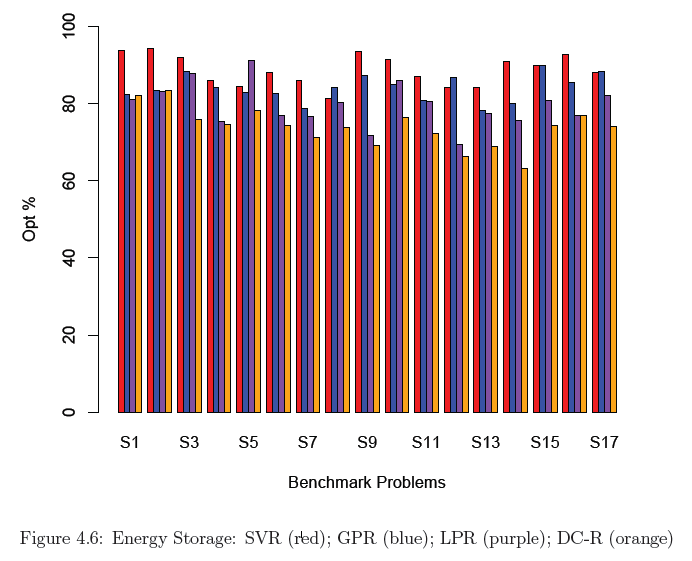 100
80
60
40
20
0
Opt %
S1 S3 S5 S7 S9 S11 S13 S15 S17
Benchmark Problems
Figure 4.6: Energy Storage: SVR (red); GPR (blue); LPR (purple); DC-R (orange)